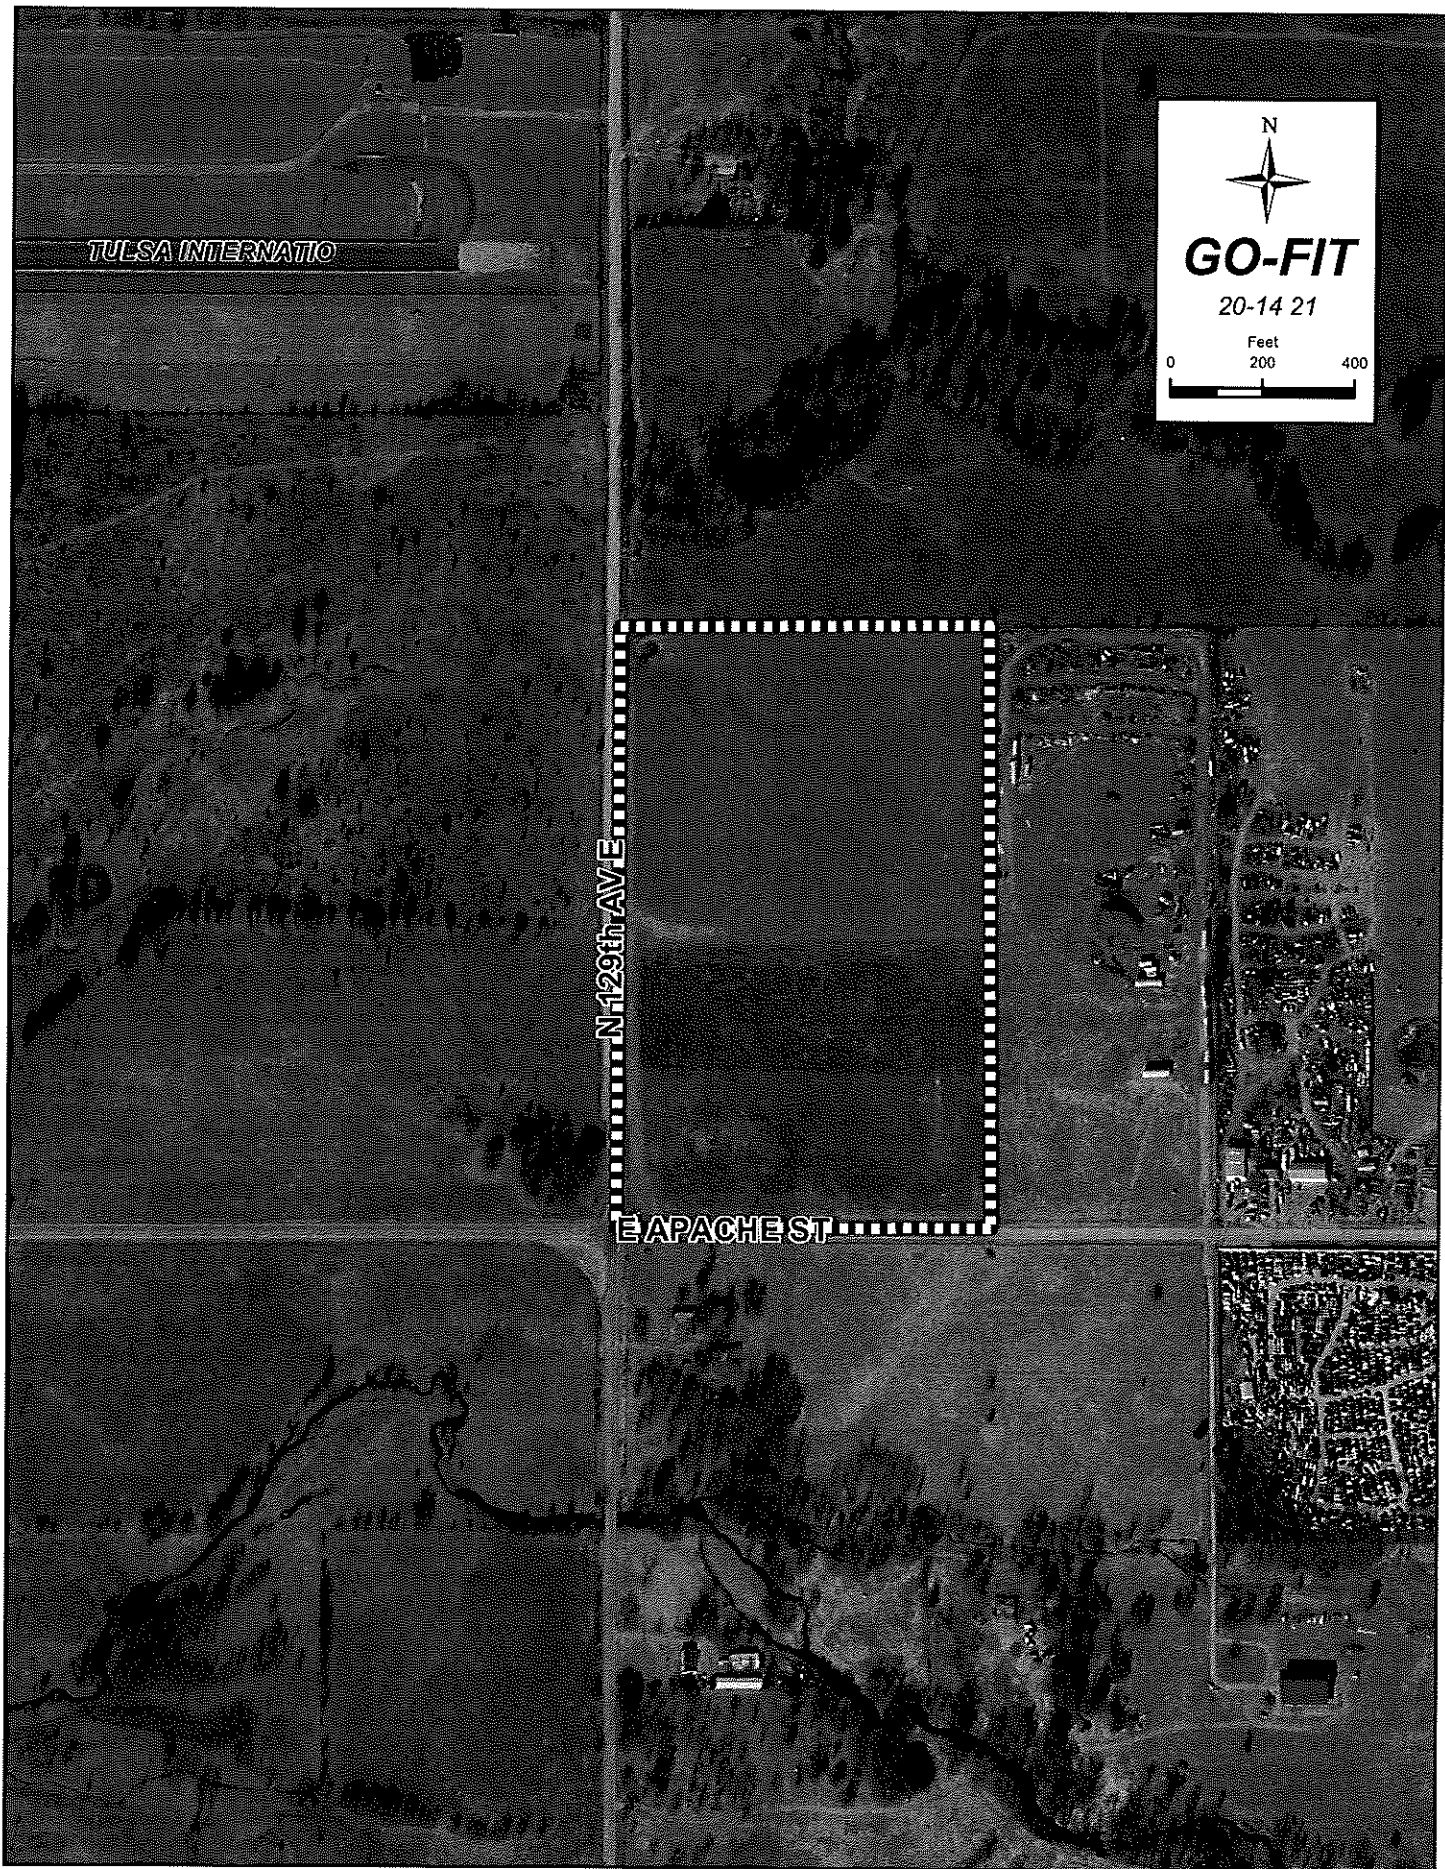 N
GO-FIT
20-14 21
Feet
0 200 400
TULSA INTERNATIO
N 129th AV E
E APACHE ST